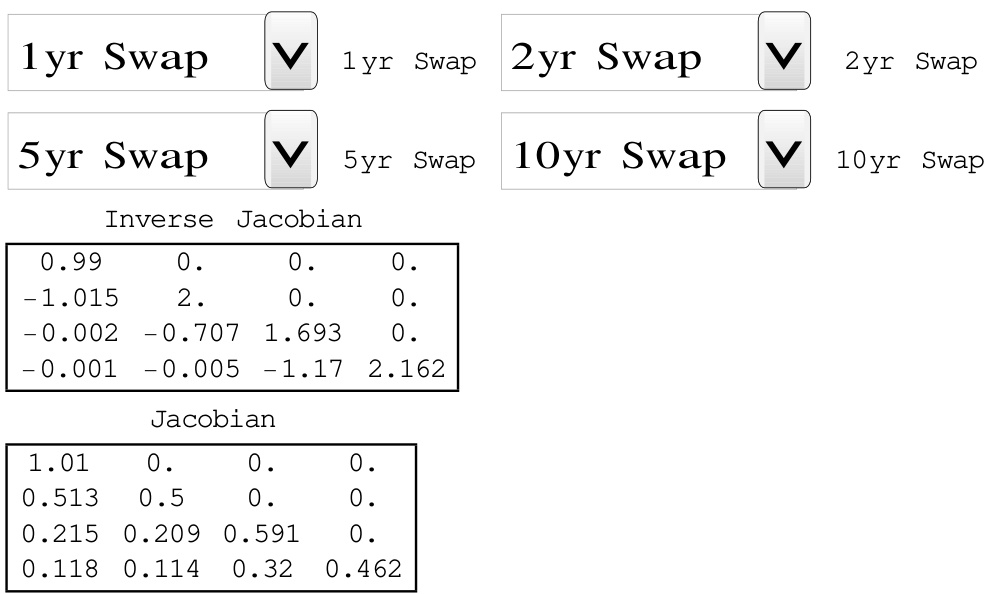 1yr Swap V 1yr Swap 2yr Swap V 2yr Swap
5yr Swap V 5yr Swap 10yr Swap V 10yr Swap
Inverse Jacobian
0.99 0. 0. 0.
-1.015 2. 0. 0.
-0.002 -0.707 1.693 0.
-0.001 -0.005 -1.17 2.162
Jacobian
1.01 0. 0. 0.
0.513 0.5 0. 0.
0.215 0.209 0.591 0.
0.118 0.114 0.32 0.462